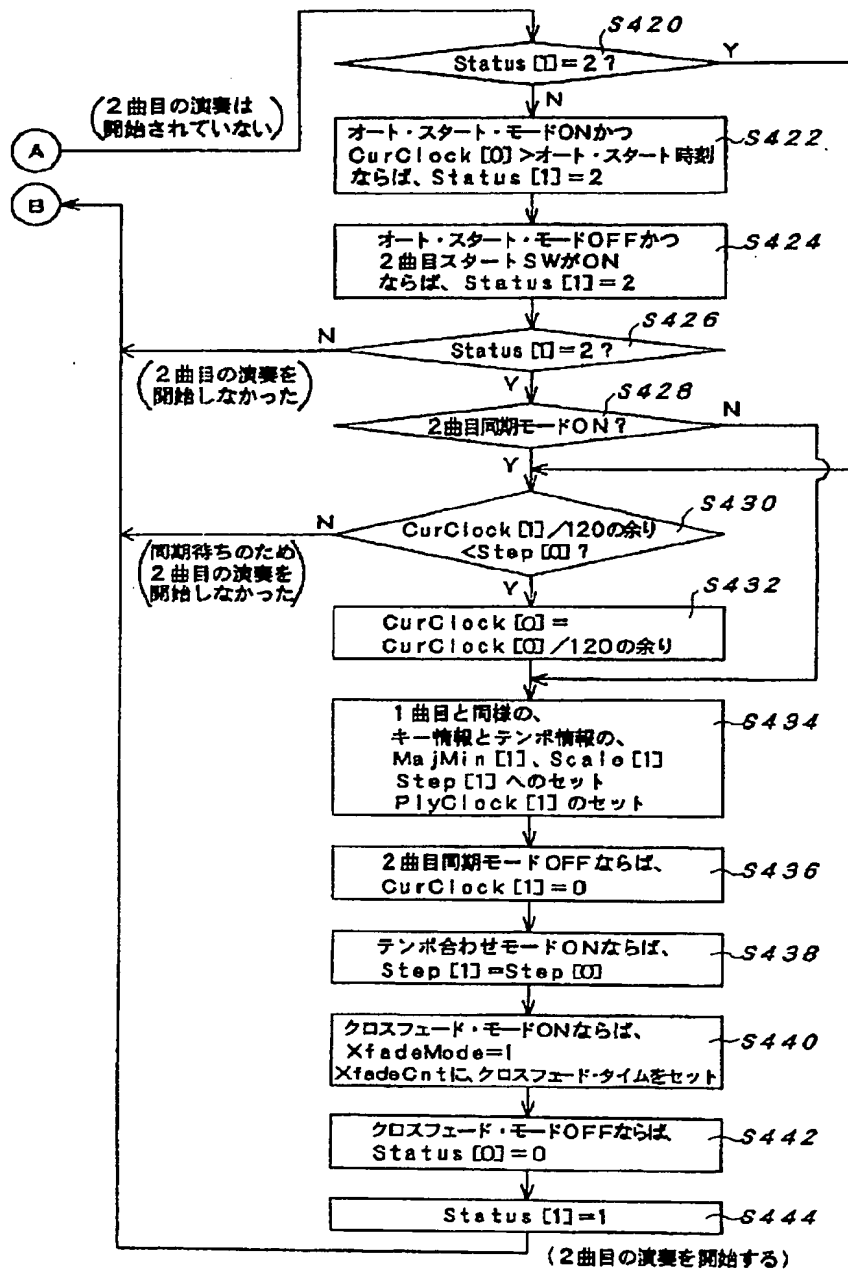 S420
Status[1]=2?
Y
N
(2曲目の演奏は
開始されていない)
A
B
オート・スタート・モードONかつ
CurClock[0]>オート・スタート時刻
ならば、Status[1]=2
S422
オート・スタート・モードOFFかつ
2曲目スタートSWがON
ならば、Status[1]=2
S424
S426
Status[1]=2?
N
Y
(2曲目の演奏を
開始しなかった)
S428
2曲目同期モードON?
N
Y
S430
CurClock[1]/120の余り
<Step[0]?
N
Y
(同期待ちのため
2曲目の演奏を
開始しなかった)
S432
CurClock[0]=
CurClock[0]/120の余り
1曲目と同様の、
キー情報とテンポ情報の、
MajMin[1]、Scale[1]
Step[1]へのセット
PlyClock[1]のセット
S434
2曲目同期モードOFFならば、
CurClock[1]=0
S436
テンポ合わせモードONならば、
Step[1]=Step[0]
S438
クロスフェード・モードONならば、
XfadeMode=1
XfadeCntに、クロスフェード・タイムをセット
S440
クロスフェード・モードOFFならば、
Status[0]=0
S442
Status[1]=1
S444
(2曲目の演奏を開始する)